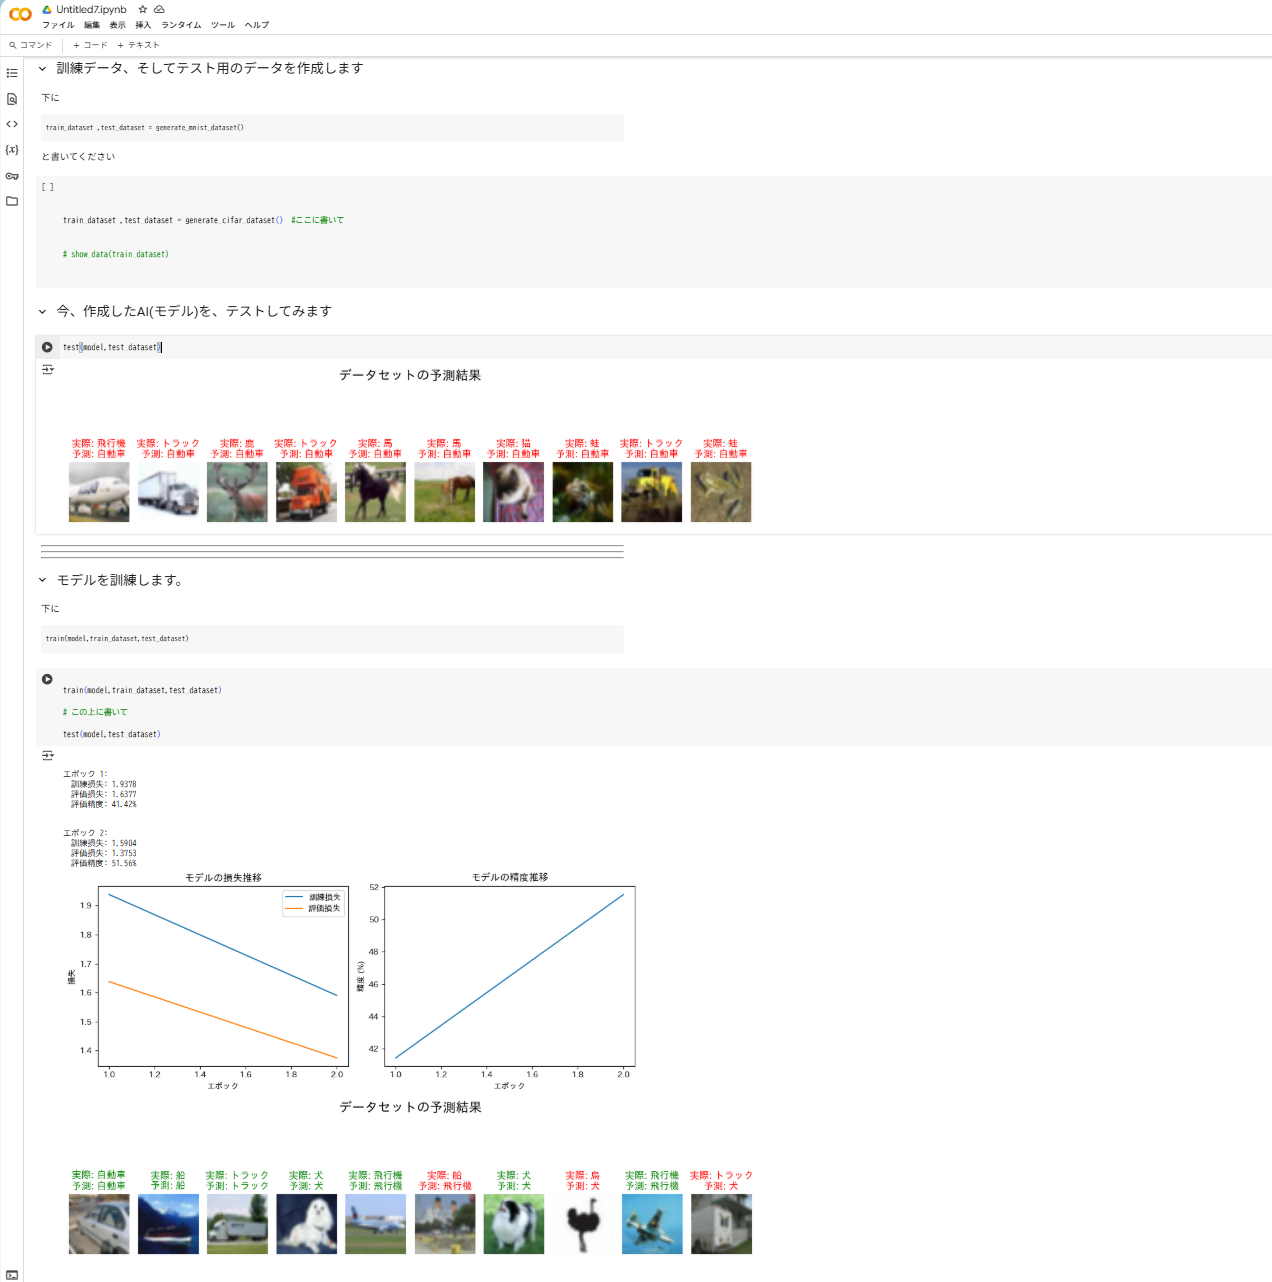 Untitled7.ipynb
ファイル 編集 表示 挿入 ランタイム ツール ヘルプ
コマンド + コード + テキスト
訓練データ、そしてテスト用のデータを作成します
下に
train_dataset ,test_dataset = generate_mnist_dataset()
と書いてください
[ ]
train_dataset ,test_dataset = generate_cifar_dataset() #ここに書いて
# show_data(train_dataset)
今、作成したAI(モデル)を、テストしてみます
test(model,test_dataset)
データセットの予測結果
実際: 飛行機 実際: トラック 実際: 鹿 実際: トラック 実際: 馬 実際: 馬 実際: 猫 実際: 蛙 実際: トラック 実際: 蛙
予測: 自動車 予測: 自動車 予測: 自動車 予測: 自動車 予測: 自動車 予測: 自動車 予測: 自動車 予測: 自動車 予測: 自動車 予測: 自動車
モデルを訓練します。
下に
train(model,train_dataset,test_dataset)
train(model,train_dataset,test_dataset)
# この上に書いて
test(model,test_dataset)
エポック 1:
訓練損失: 1.9378
評価損失: 1.6377
評価精度: 41.42%
エポック 2:
訓練損失: 1.5904
評価損失: 1.3753
評価精度: 51.56%
モデルの損失推移
訓練損失
評価損失
1.9
1.8
1.7
1.6
1.5
1.4
損失
1.0 1.2 1.4 1.6 1.8 2.0
エポック
モデルの精度推移
52
50
48
46
44
42
精度 (%)
1.0 1.2 1.4 1.6 1.8 2.0
エポック
データセットの予測結果
実際: 自動車 実際: 船 実際: トラック 実際: 犬 実際: 飛行機 実際: 船 実際: 犬 実際: 鳥 実際: 飛行機 実際: トラック
予測: 自動車 予測: 船 予測: トラック 予測: 犬 予測: 飛行機 予測: 飛行機 予測: 犬 予測: 犬 予測: 飛行機 予測: 犬